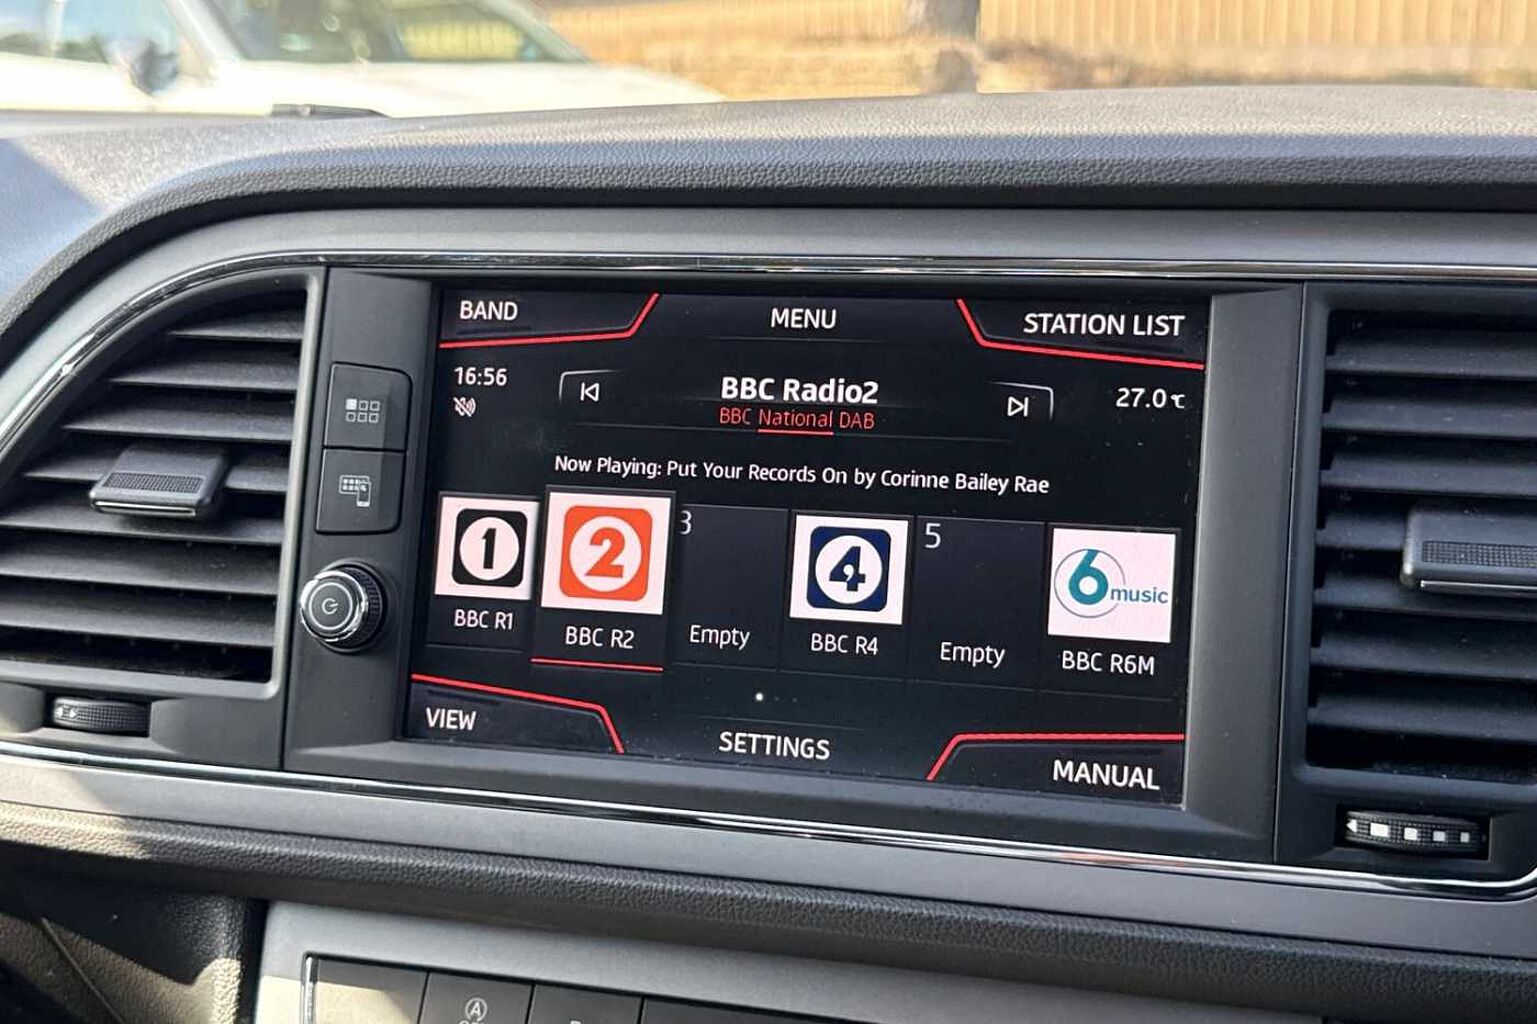 BAND
MENU
STATION LIST
16:56
BBC Radio2
27.0 °C
BBC National DAB
Now Playing: Put Your Records On by Corinne Bailey Rae
1
2
3
4
5
6 music
BBC R1
BBC R2
Empty
BBC R4
Empty
BBC R6M
VIEW
SETTINGS
MANUAL
A